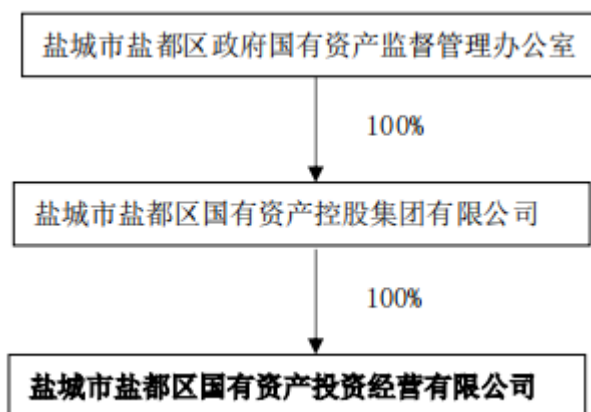 盐城市盐都区政府国有资产监督管理办公室
100%
盐城市盐都区国有资产控股集团有限公司
100%
盐城市盐都区国有资产投资经营有限公司